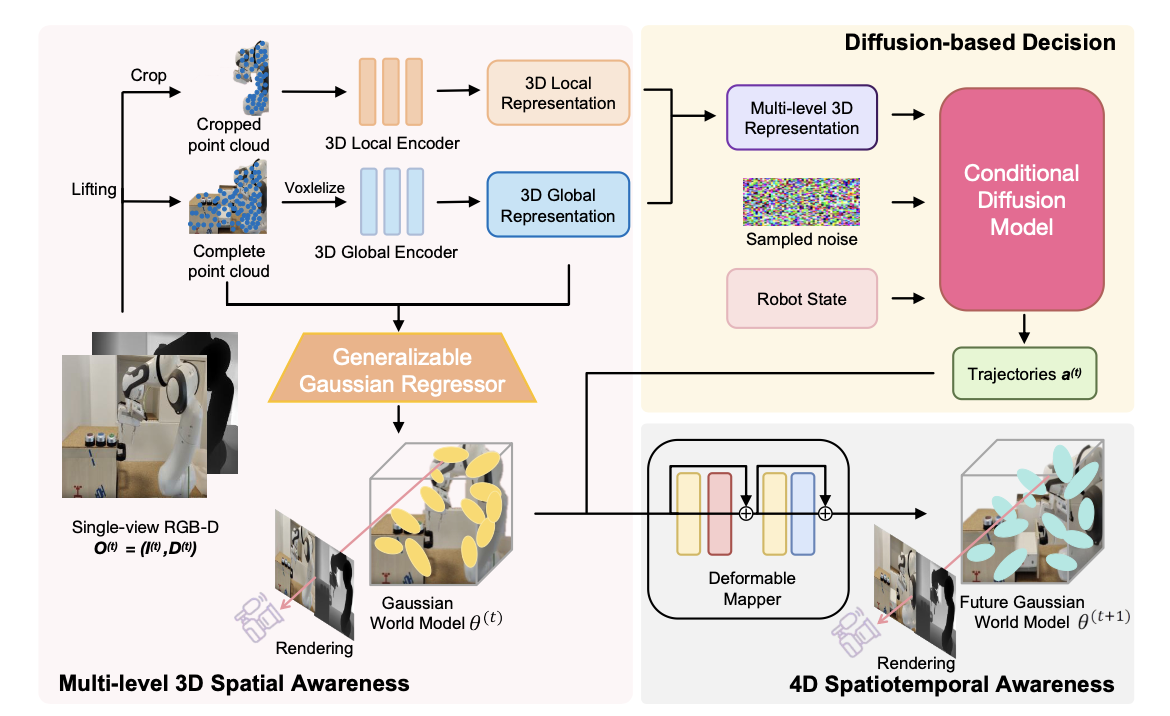 Diffusion-based Decision
Crop
Cropped
point cloud
3D Local Encoder
3D Local
Representation
Lifting
Voxlelize
Complete
point cloud
3D Global Encoder
3D Global
Representation
Multi-level 3D
Representation
Sampled noise
Robot State
Conditional
Diffusion
Model
Trajectories a(t)
Generalizable
Gaussian Regressor
Single-view RGB-D
O(t) = (I(t) ,D(t))
Gaussian
World Model θ(t)
Rendering
Multi-level 3D Spatial Awareness
Deformable
Mapper
Future Gaussian
World Model θ(t+1)
Rendering
4D Spatiotemporal Awareness